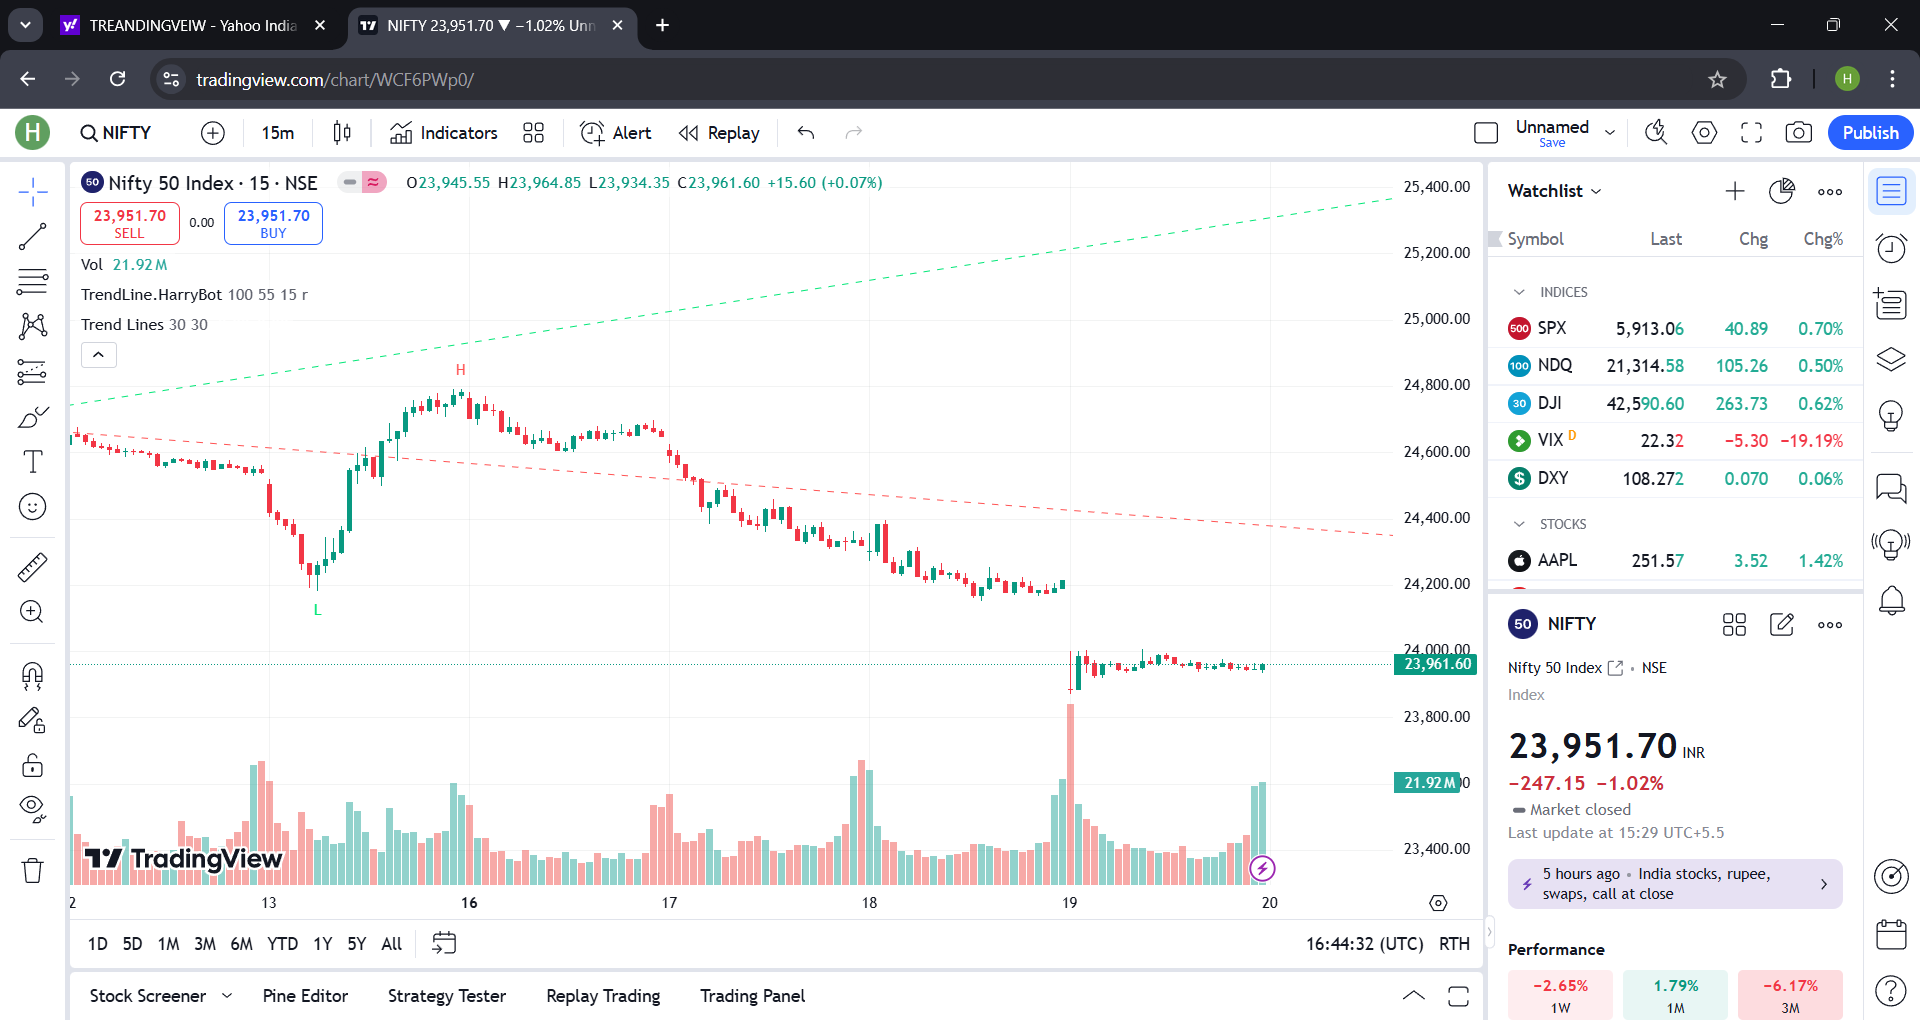 TREANDINGVEIW - Yahoo India
NIFTY 23,951.70 ▼ −1.02% Unn
tradingview.com/chart/WCF6PWp0/
H
H
NIFTY
15m
Indicators
Alert
Replay
Unnamed
Save
Publish
50 Nifty 50 Index · 15 · NSE
O23,945.55 H23,964.85 L23,934.35 C23,961.60 +15.60 (+0.07%)
23,951.70
SELL
0.00
23,951.70
BUY
Vol 21.92 M
TrendLine.HarryBot 100 55 15 r
Trend Lines 30 30
H
L
25,400.00
25,200.00
25,000.00
24,800.00
24,600.00
24,400.00
24,200.00
24,000.00
23,961.60
23,800.00
21.92 M
23,400.00
TradingView
2 13 16 17 18 19 20
1D 5D 1M 3M 6M YTD 1Y 5Y All
16:44:32 (UTC) RTH
Stock Screener Pine Editor Strategy Tester Replay Trading Trading Panel
Watchlist
Symbol Last Chg Chg%
INDICES
500 SPX 5,913.06 40.89 0.70%
100 NDQ 21,314.58 105.26 0.50%
30 DJI 42,590.60 263.73 0.62%
VIX D 22.32 −5.30 −19.19%
$ DXY 108.272 0.070 0.06%
STOCKS
AAPL 251.57 3.52 1.42%
50 NIFTY
Nifty 50 Index • NSE
Index
23,951.70 INR
−247.15 −1.02%
Market closed
Last update at 15:29 UTC+5.5
5 hours ago • India stocks, rupee,
swaps, call at close
Performance
−2.65% 1.79% −6.17%
1W 1M 3M